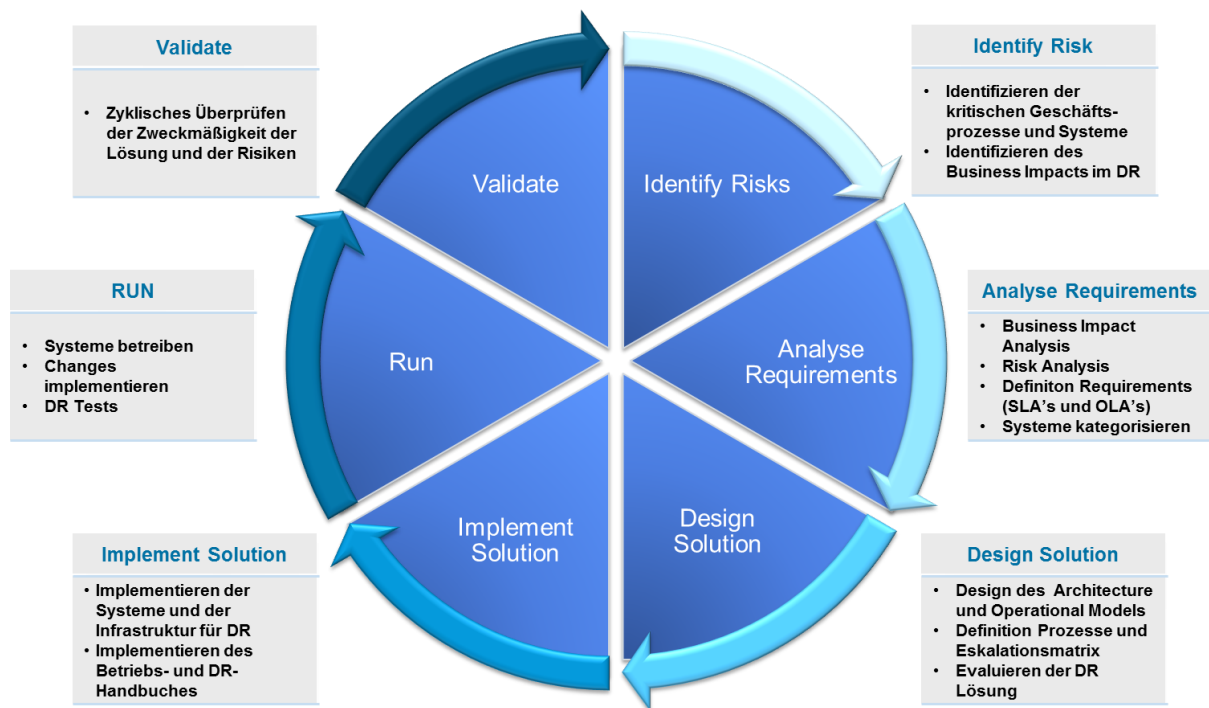 Validate
• Zyklisches Überprüfen
der Zweckmäßigkeit der
Lösung und der Risiken
Identify Risk
• Identifizieren der
kritischen Geschäfts-
prozesse und Systeme
• Identifizieren des
Business Impacts im DR
Validate
Identify Risks
RUN
• Systeme betreiben
• Changes
implementieren
• DR Tests
Run
Analyse
Requirements
Analyse Requirements
• Business Impact
Analysis
• Risk Analysis
• Definiton Requirements
(SLA's und OLA's)
• Systeme kategorisieren
Implement
Solution
Design
Solution
Implement Solution
• Implementieren der
Systeme und der
Infrastruktur für DR
• Implementieren des
Betriebs- und DR-
Handbuches
Design Solution
• Design des Architecture
und Operational Models
• Definition Prozesse und
Eskalationsmatrix
• Evaluieren der DR
Lösung